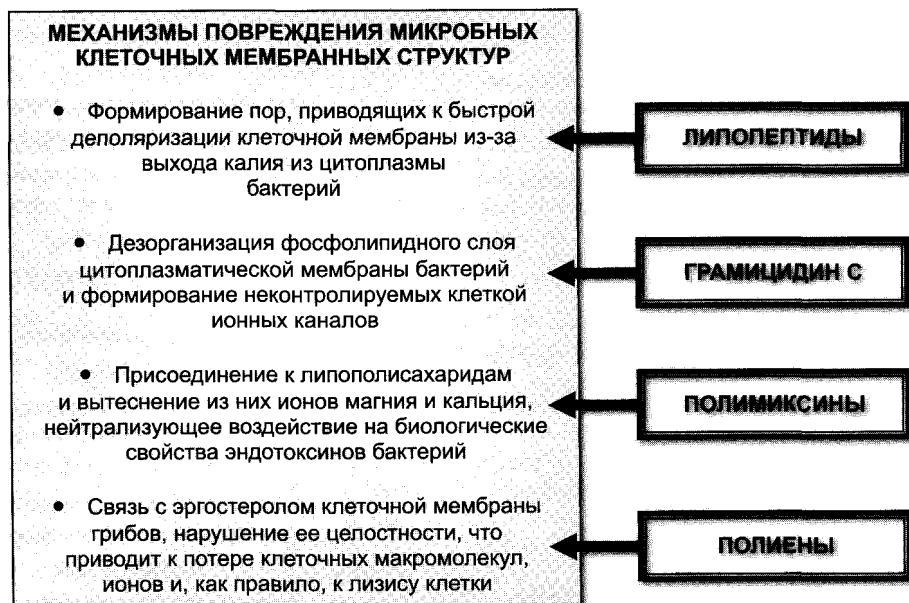 МЕХАНИЗМЫ ПОВРЕЖДЕНИЯ МИКРОБНЫХ
КЛЕТОЧНЫХ МЕМБРАННЫХ СТРУКТУР
• Формирование пор, приводящих к быстрой
деполяризации клеточной мембраны из-за
выхода калия из цитоплазмы
бактерий
ЛИПОПЕПТИДЫ
• Дезорганизация фосфолипидного слоя
цитоплазматической мембраны бактерий
и формирование неконтролируемых клеткой
ионных каналов
ГРАМИЦИДИН С
• Присоединение к липополисахаридам
и вытеснение из них ионов магния и кальция,
нейтрализующее воздействие на биологические
свойства эндотоксинов бактерий
ПОЛИМИКСИНЫ
• Связь с эргостеролом клеточной мембраны
грибов, нарушение ее целостности, что
приводит к потере клеточных макромолекул,
ионов и, как правило, к лизису клетки
ПОЛИЕНЫ